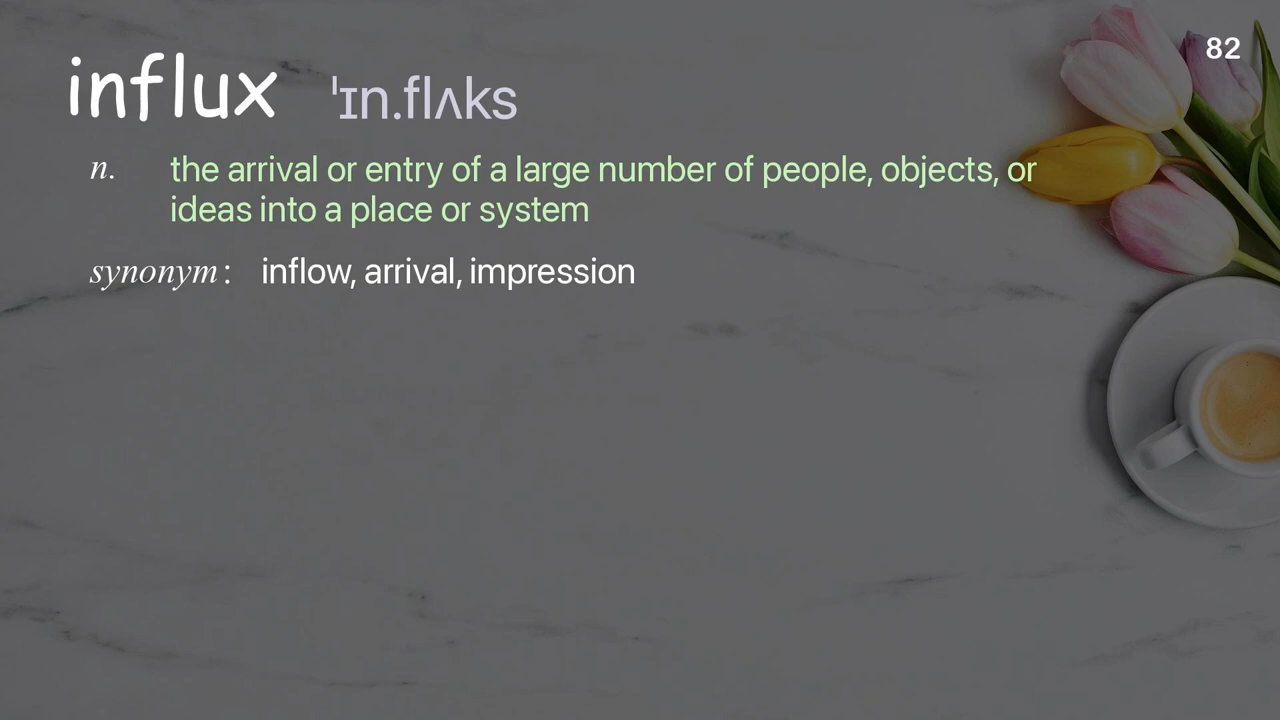 82
influx ˈɪn.flʌks
n. the arrival or entry of a large number of people, objects, or
ideas into a place or system
synonym: inflow, arrival, impression